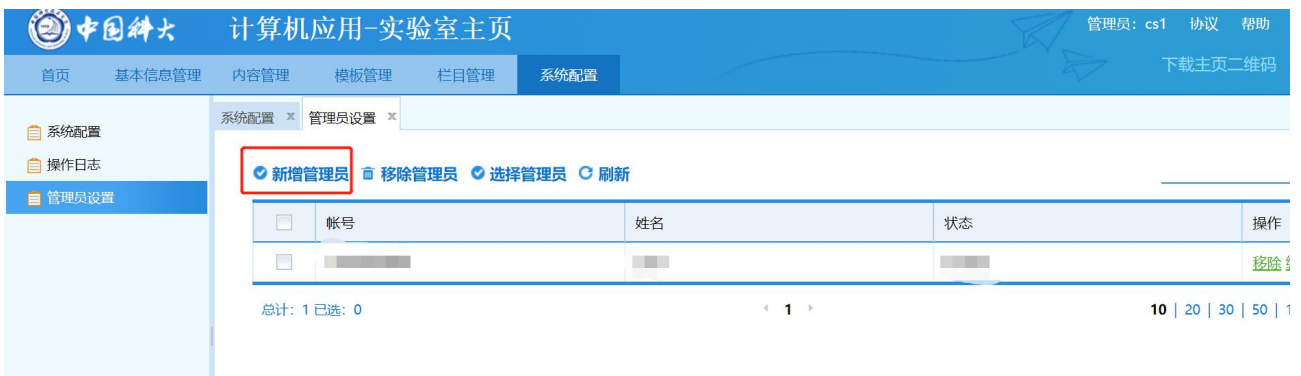 中国科大 计算机应用-实验室主页 管理员: cs1 协议 帮助
下载主页二维码
首页 基本信息管理 内容管理 模板管理 栏目管理 系统配置
系统配置 × 管理员设置 ×
系统配置
操作日志
管理员设置
新增管理员 移除管理员 选择管理员 刷新
帐号 姓名 状态 操作
移除
总计: 1 已选: 0 1 10 | 20 | 30 | 50 |